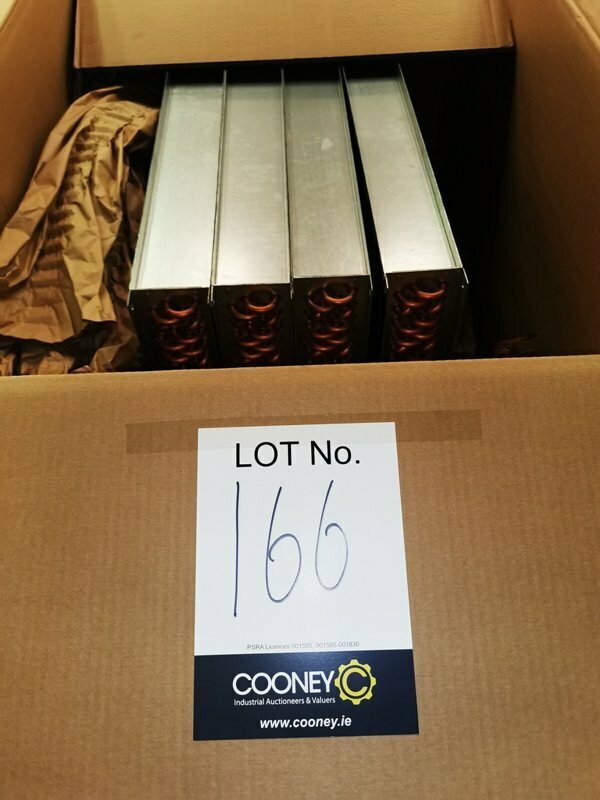 LOT No.
166
PSRA Licences 001585, 001585-001830
COONEY C
Industrial Auctioneers & Valuers
www.cooney.ie